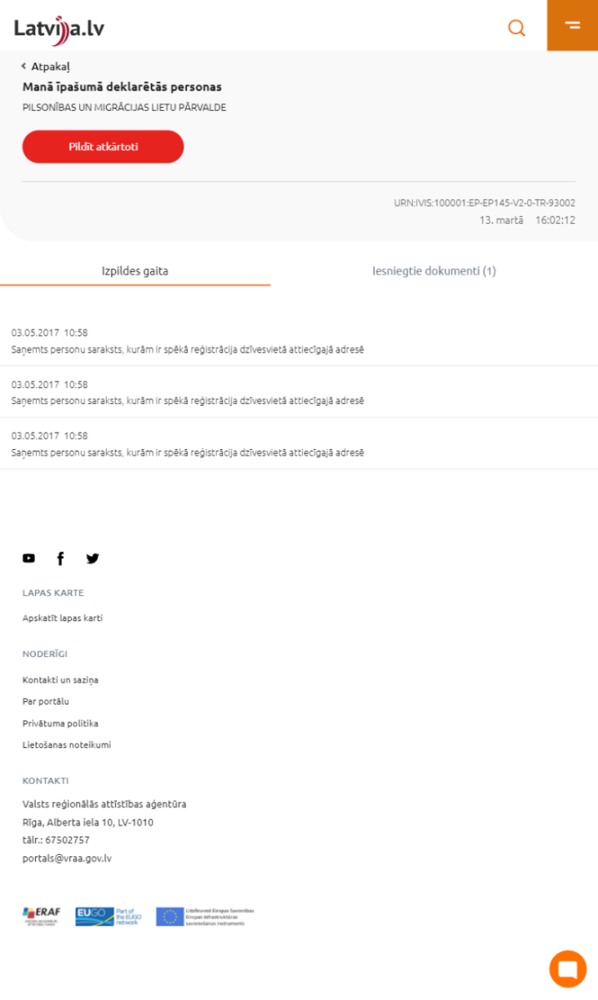 Latvija.lv
Atpakaļ
Manā īpašumā deklarētās personas
PILSONĪBAS UN MIGRĀCIJAS LIETU PĀRVALDE
Pildīt atkārtoti
URN:IVIS:100001:EP-EP145-V2-0-TR-93002
13. martā 16:02:12
Izpildes gaita
Iesniegtie dokumenti (1)
03.05.2017 10:58
Saņemts personu saraksts, kurām ir spēkā reģistrācija dzīvesvietā attiecīgajā adresē
03.05.2017 10:58
Saņemts personu saraksts, kurām ir spēkā reģistrācija dzīvesvietā attiecīgajā adresē
03.05.2017 10:58
Saņemts personu saraksts, kurām ir spēkā reģistrācija dzīvesvietā attiecīgajā adresē
LAPAS KARTE
Apskatīt lapas karti
NODERĪGI
Kontakti un saziņa
Par portālu
Privātuma politika
Lietošanas noteikumi
KONTAKTI
Valsts reģionālās attīstības aģentūra
Rīga, Alberta iela 10, LV-1010
tālr.: 67502757
portals@vraa.gov.lv
ERAF
EUGO
Part of
the EUGO
network
Līdzfinansē Eiropas Savienības
Eiropas infrastruktūras
savienošanas instruments